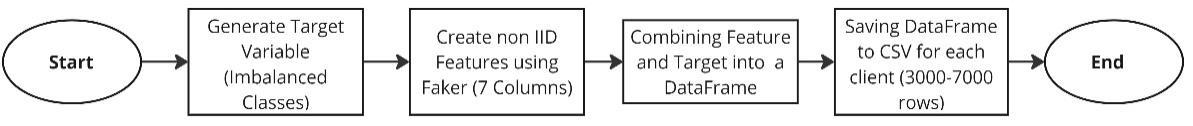 Start
Generate Target
Variable
(Imbalanced
Classes)
Create non IID
Features using
Faker (7 Columns)
Combining Feature
and Target into a
DataFrame
Saving DataFrame
to CSV for each
client (3000-7000
rows)
End